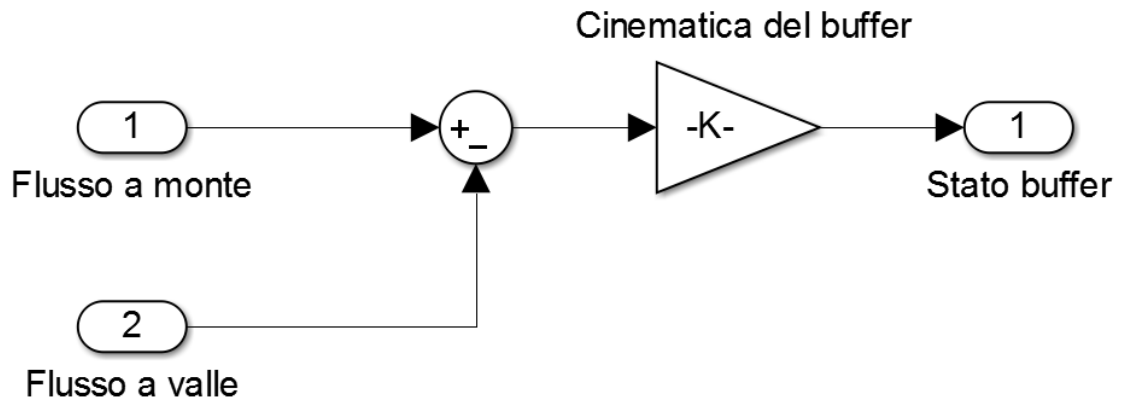 Cinematica del buffer
1
+
-
-K-
1
Flusso a monte
Stato buffer
2
Flusso a valle